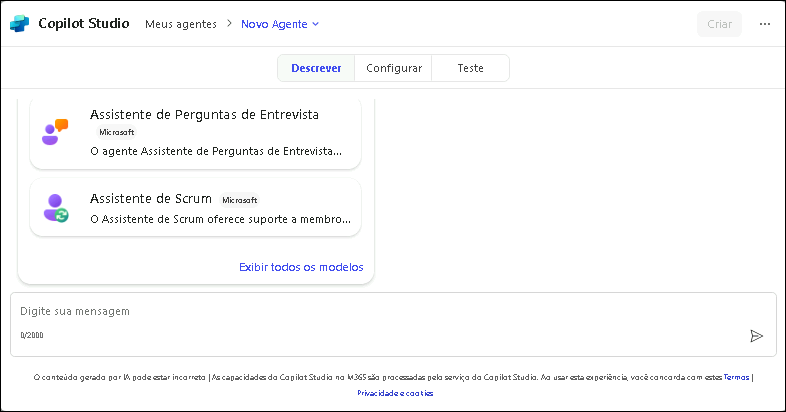 Copilot Studio Meus agentes > Novo Agente Criar ...
Descrever Configurar Teste
Assistente de Perguntas de Entrevista
Microsoft
O agente Assistente de Perguntas de Entrevista...
Assistente de Scrum Microsoft
O Assistente de Scrum oferece suporte a membro...
Exibir todos os modelos
Digite sua mensagem
0/2000
O conteúdo gerado por IA pode estar incorreto | As capacidades do Copilot Studio no M365 são processadas pelo serviço do Copilot Studio. Ao usar esta experiência, você concorda com estes Termos |
Privacidade e cookies